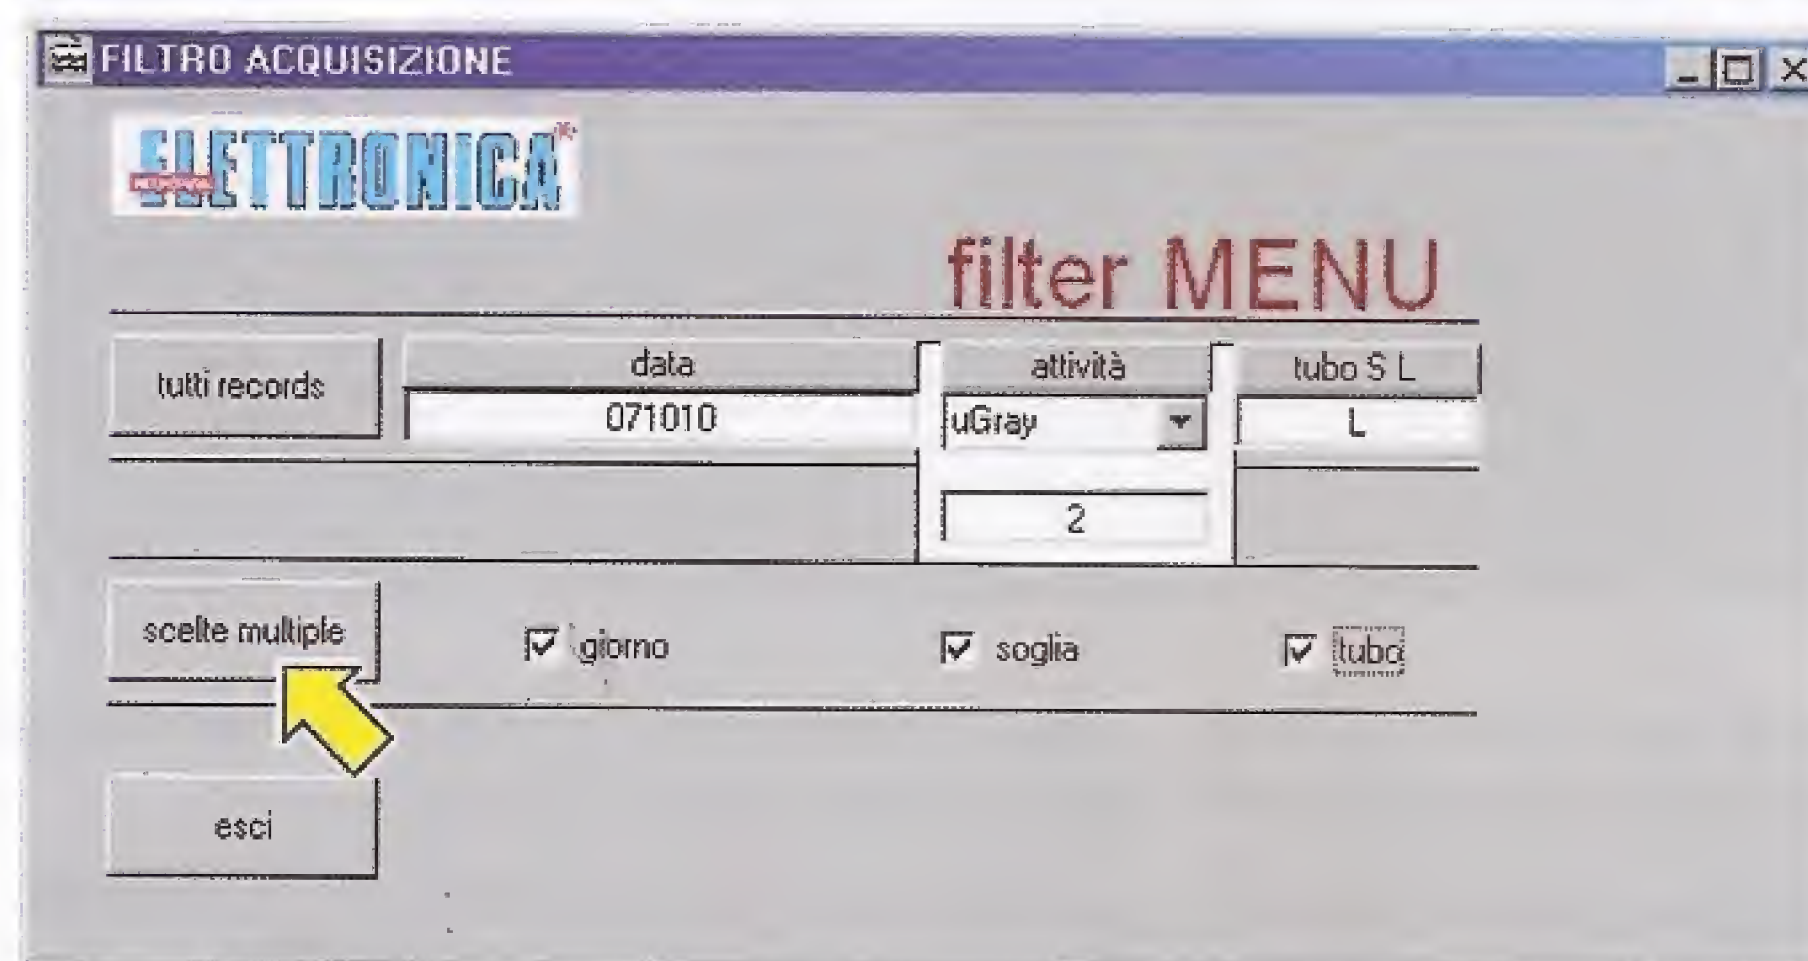 FILTRO ACQUISIZIONE
ELETTRONICA
filter MENU
tutti records
data
attività
tubo S L
071010
uGray
L
2
scelte multiple
giorno
soglia
tubo
esci